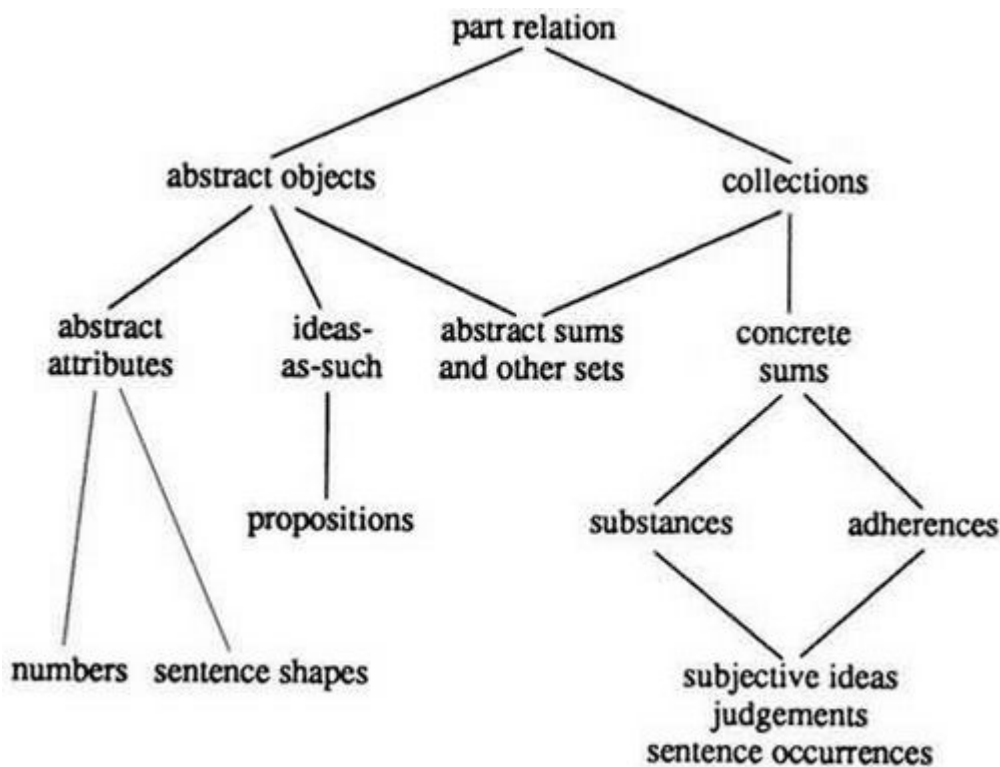 part relation
abstract objects
collections
abstract
attributes
ideas-
as-such
abstract sums
and other sets
concrete
sums
propositions
substances
adherences
numbers
sentence shapes
subjective ideas
judgements
sentence occurrences